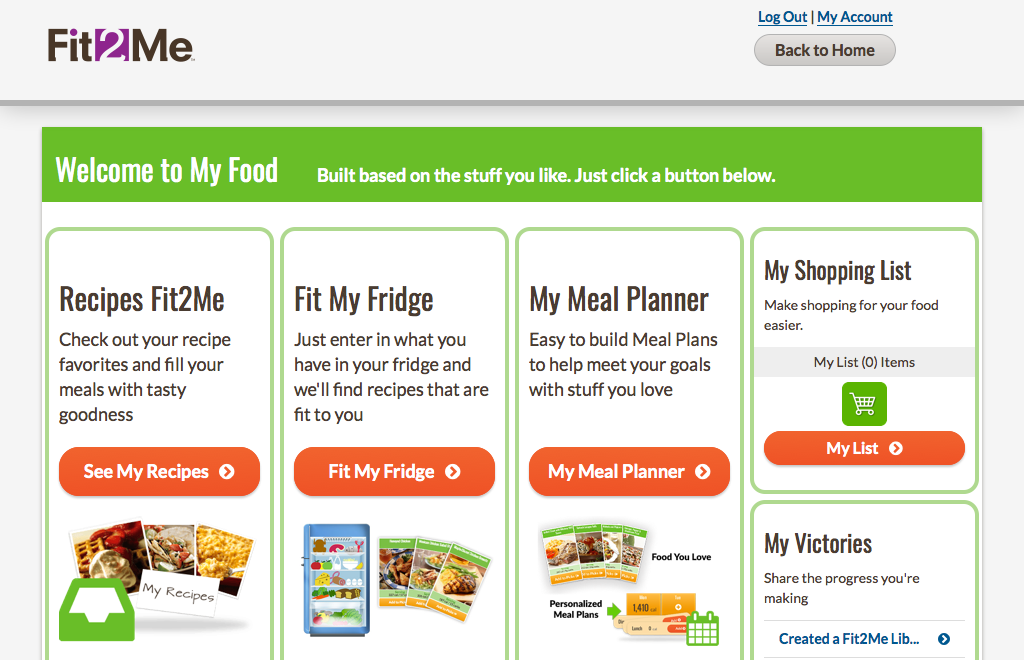 Log Out | My Account
Fit2Me
Back to Home
Welcome to My Food
Built based on the stuff you like. Just click a button below.
Recipes Fit2Me
Check out your recipe
favorites and fill your
meals with tasty
goodness
See My Recipes
My Recipes
Fit My Fridge
Just enter in what you
have in your fridge and
we'll find recipes that are
fit to you
Fit My Fridge
My Meal Planner
Easy to build Meal Plans
to help meet your goals
with stuff you love
My Meal Planner
Food You Love
Personalized
Meal Plans
1,410
Lunch
My Shopping List
Make shopping for your food
easier.
My List (0) Items
My List
My Victories
Share the progress you're
making
Created a Fit2Me Lib...